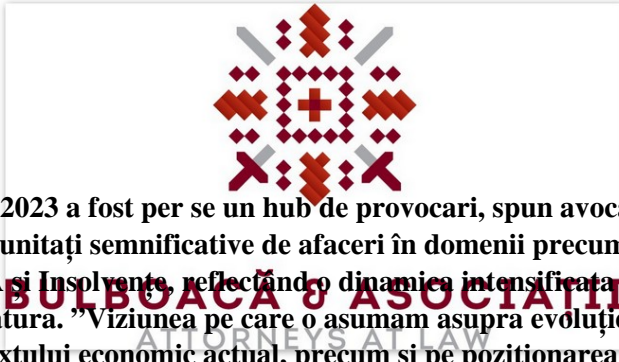 2023 a fost per se un hub de provocari, spun avoca
unitați semnificative de afaceri în domenii precum
și Insolvențe, reflectând o dinamica intensificata
BULBOACĂ & ASOCIAȚII
tura. ”Viziunea pe care o asumam asupra evoluție
ATTORNEYS AT LAW
xtului economic actual, precum și pe poziționarea